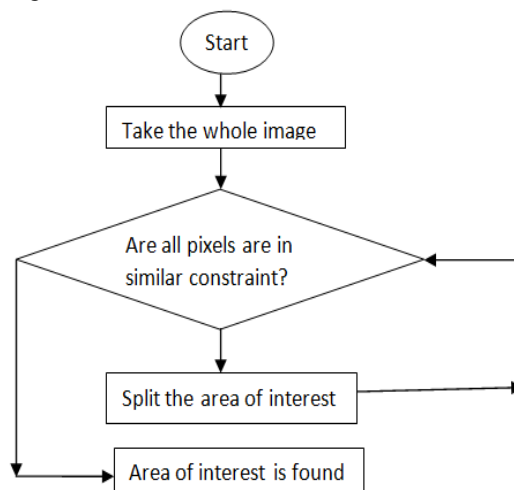 Start
Take the whole image
Are all pixels are in
similar constraint?
Split the area of interest
Area of interest is found